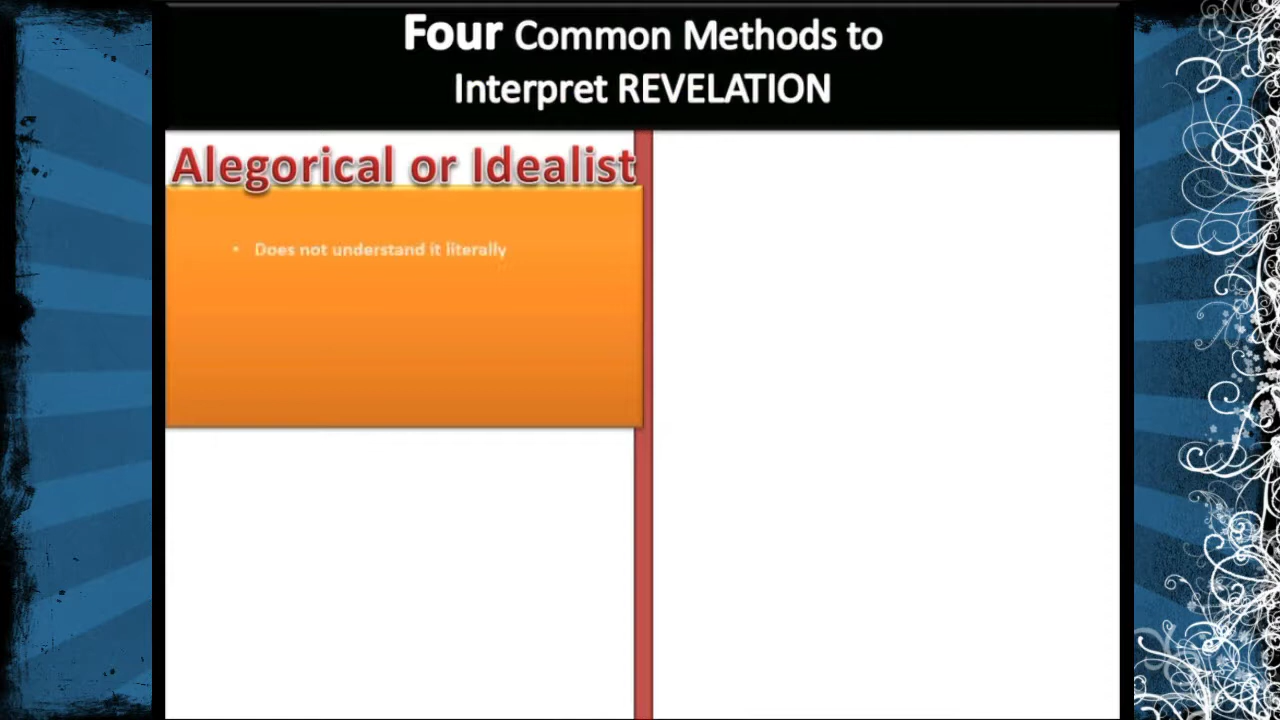 Four Common Methods to
Interpret REVELATION
Alegorical or Idealist
• Does not understand it literally